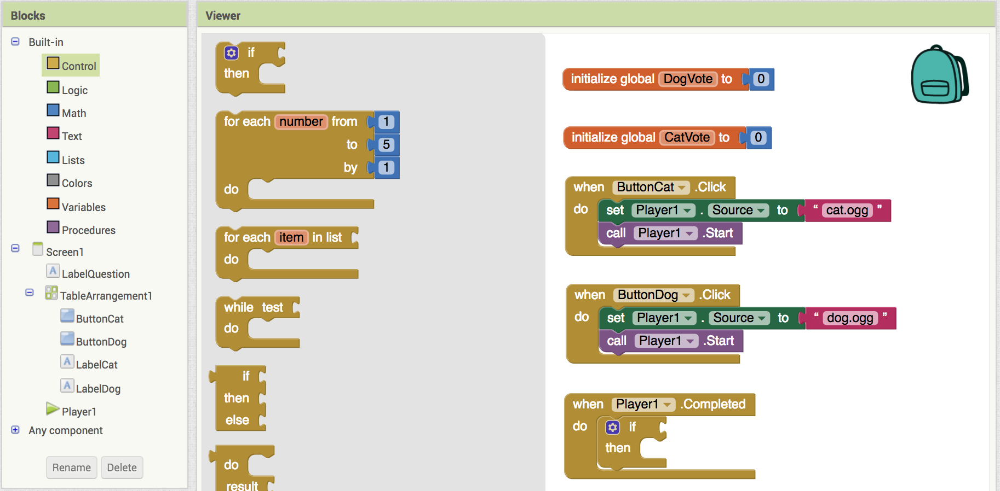 Blocks
Built-in
Control
Logic
Math
Text
Lists
Colors
Variables
Procedures
Screen1
LabelQuestion
TableArrangement1
ButtonCat
ButtonDog
LabelCat
LabelDog
Player1
Any component
Rename Delete
Viewer
if
then
for each number from 1
to 5
by 1
do
for each item in list
do
while test
do
if
then
else
do
result
initialize global DogVote to 0
initialize global CatVote to 0
when ButtonCat .Click
do set Player1 . Source to “ cat.ogg ”
call Player1 .Start
when ButtonDog .Click
do set Player1 . Source to “ dog.ogg ”
call Player1 .Start
when Player1 .Completed
do if
then